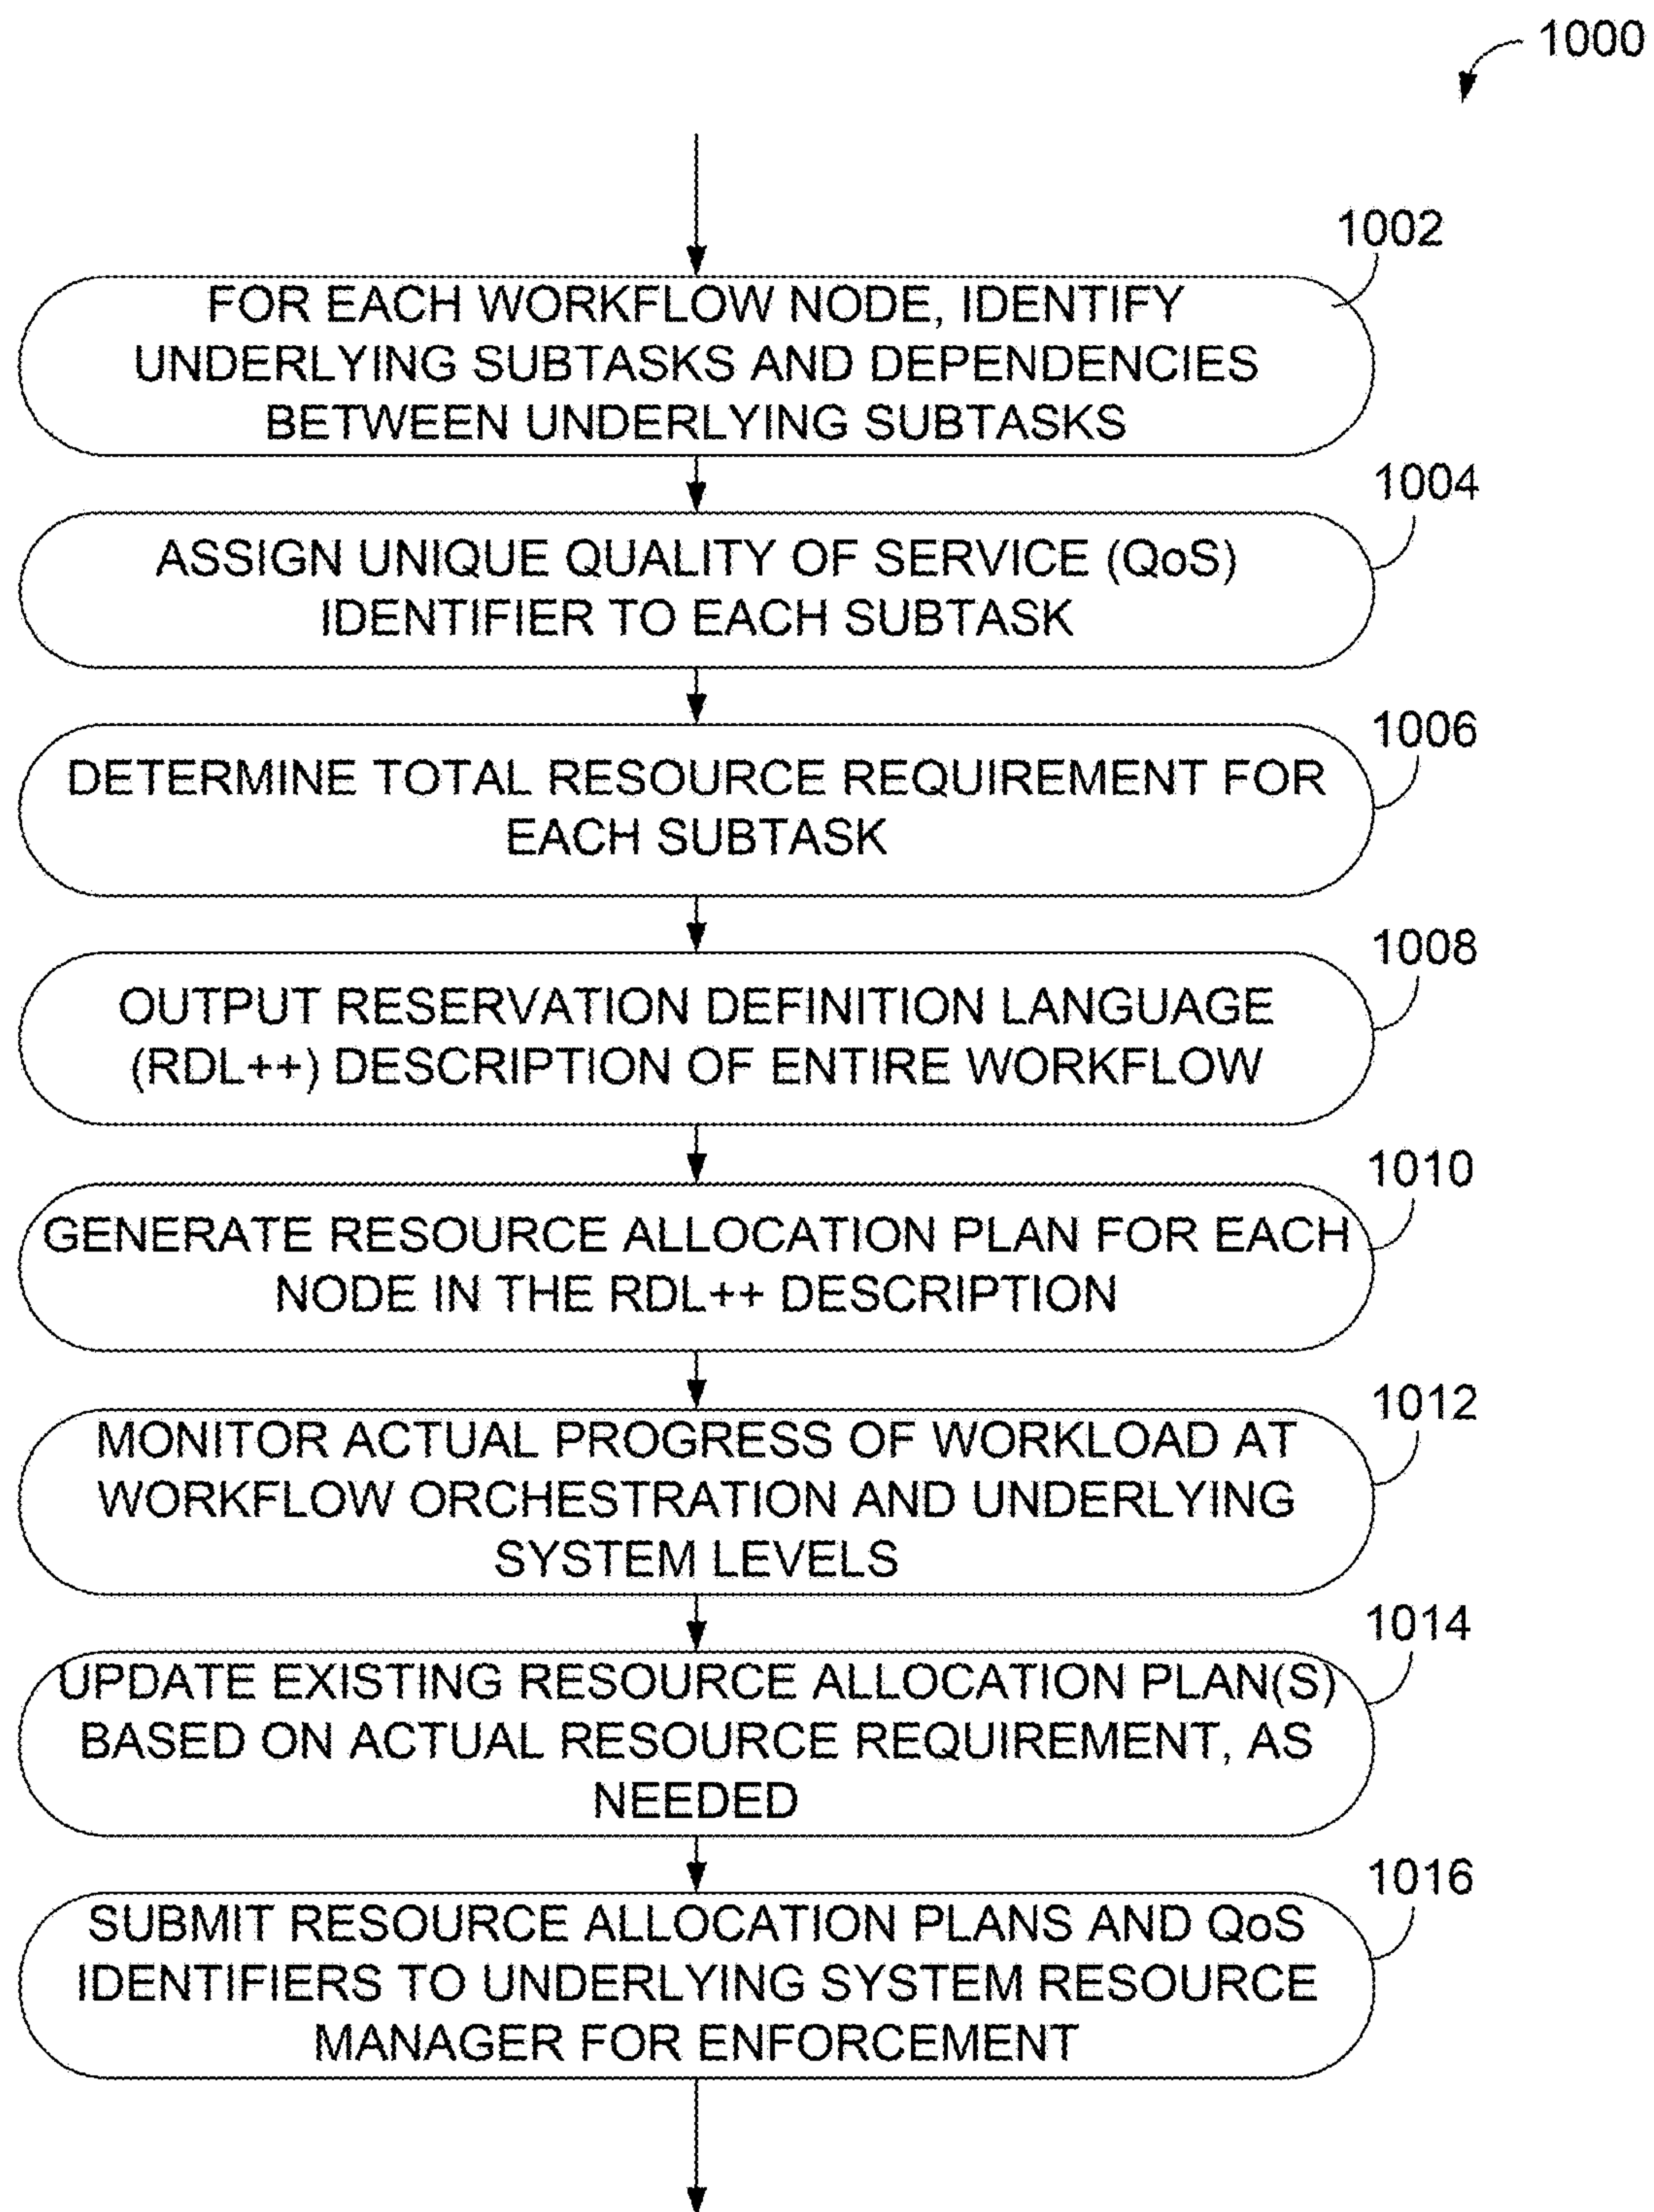 1000
1002
FOR EACH WORKFLOW NODE, IDENTIFY
UNDERLYING SUBTASKS AND DEPENDENCIES
BETWEEN UNDERLYING SUBTASKS
1004
ASSIGN UNIQUE QUALITY OF SERVICE (QoS)
IDENTIFIER TO EACH SUBTASK
1006
DETERMINE TOTAL RESOURCE REQUIREMENT FOR
EACH SUBTASK
1008
OUTPUT RESERVATION DEFINITION LANGUAGE
(RDL++) DESCRIPTION OF ENTIRE WORKFLOW
1010
GENERATE RESOURCE ALLOCATION PLAN FOR EACH
NODE IN THE RDL++ DESCRIPTION
1012
MONITOR ACTUAL PROGRESS OF WORKLOAD AT
WORKFLOW ORCHESTRATION AND UNDERLYING
SYSTEM LEVELS
1014
UPDATE EXISTING RESOURCE ALLOCATION PLAN(S)
BASED ON ACTUAL RESOURCE REQUIREMENT, AS
NEEDED
1016
SUBMIT RESOURCE ALLOCATION PLANS AND QoS
IDENTIFIERS TO UNDERLYING SYSTEM RESOURCE
MANAGER FOR ENFORCEMENT